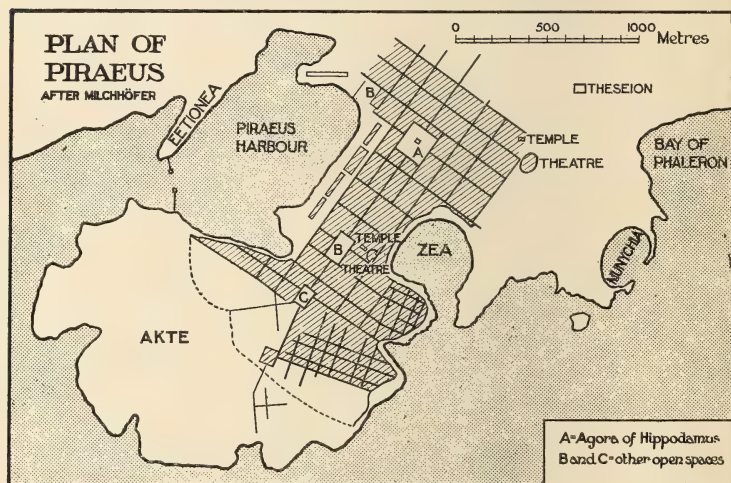 PLAN OF
PIRAEUS
AFTER MILCHHÖFER
0 500 1000
Metres
EETIONEA
PIRAEUS
HARBOUR
B
A
THESEION
TEMPLE
THEATRE
BAY OF
PHALERON
B
TEMPLE
THEATRE
ZEA
MUNYCHIA
C
AKTE
A=Agora of Hippodamus
B and C=other open spaces